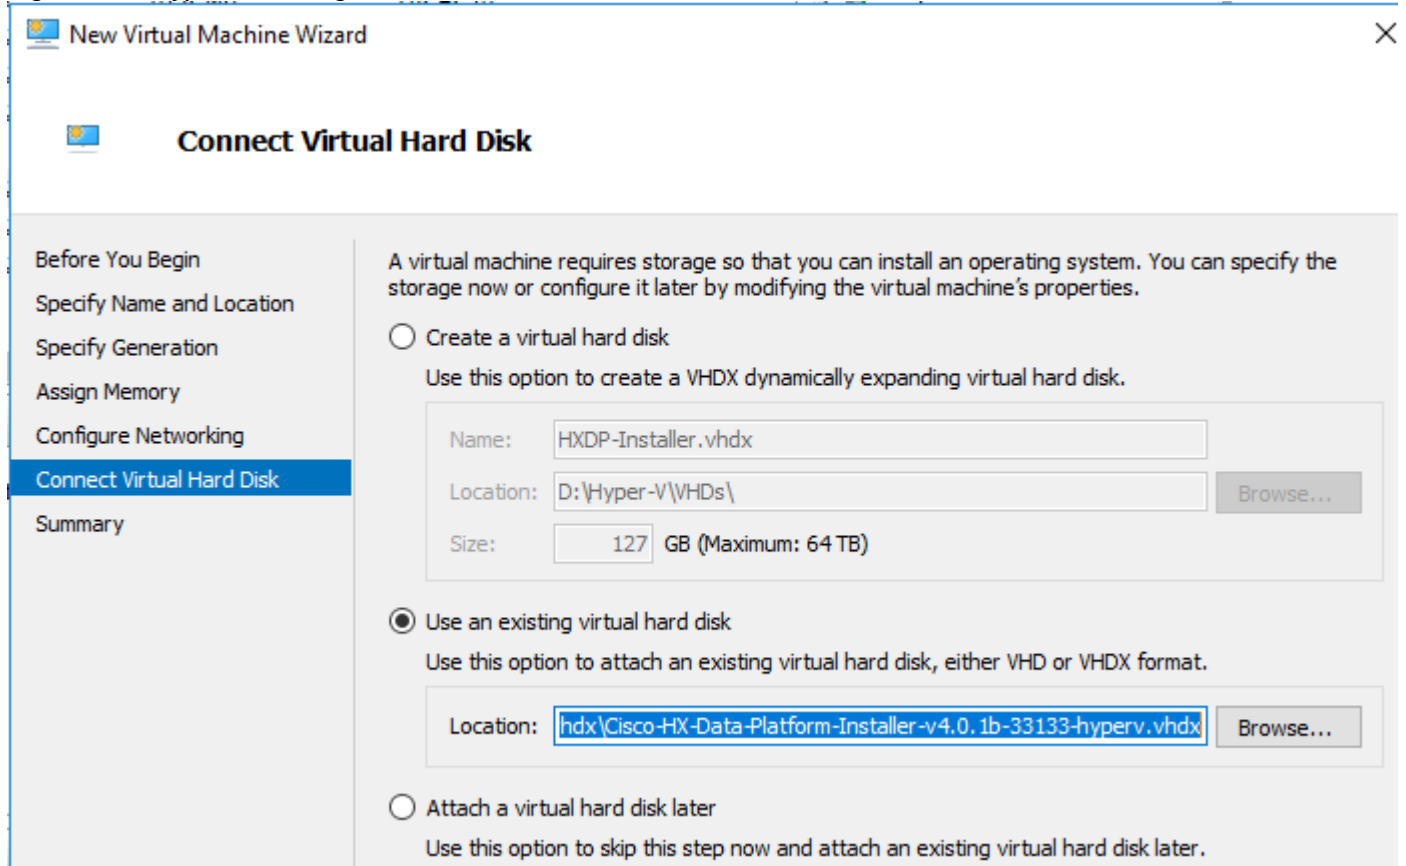 New Virtual Machine Wizard
Connect Virtual Hard Disk
Before You Begin
Specify Name and Location
Specify Generation
Assign Memory
Configure Networking
Connect Virtual Hard Disk
Summary
A virtual machine requires storage so that you can install an operating system. You can specify the
storage now or configure it later by modifying the virtual machine's properties.
Create a virtual hard disk
Use this option to create a VHDX dynamically expanding virtual hard disk.
Name: HXDP-Installer.vhdx
Location: D:\Hyper-V\VHDs\ Browse...
Size: 127 GB (Maximum: 64 TB)
Use an existing virtual hard disk
Use this option to attach an existing virtual hard disk, either VHD or VHDX format.
Location: hdx\Cisco-HX-Data-Platform-Installer-v4.0.1b-33133-hyperv.vhdx Browse...
Attach a virtual hard disk later
Use this option to skip this step now and attach an existing virtual hard disk later.